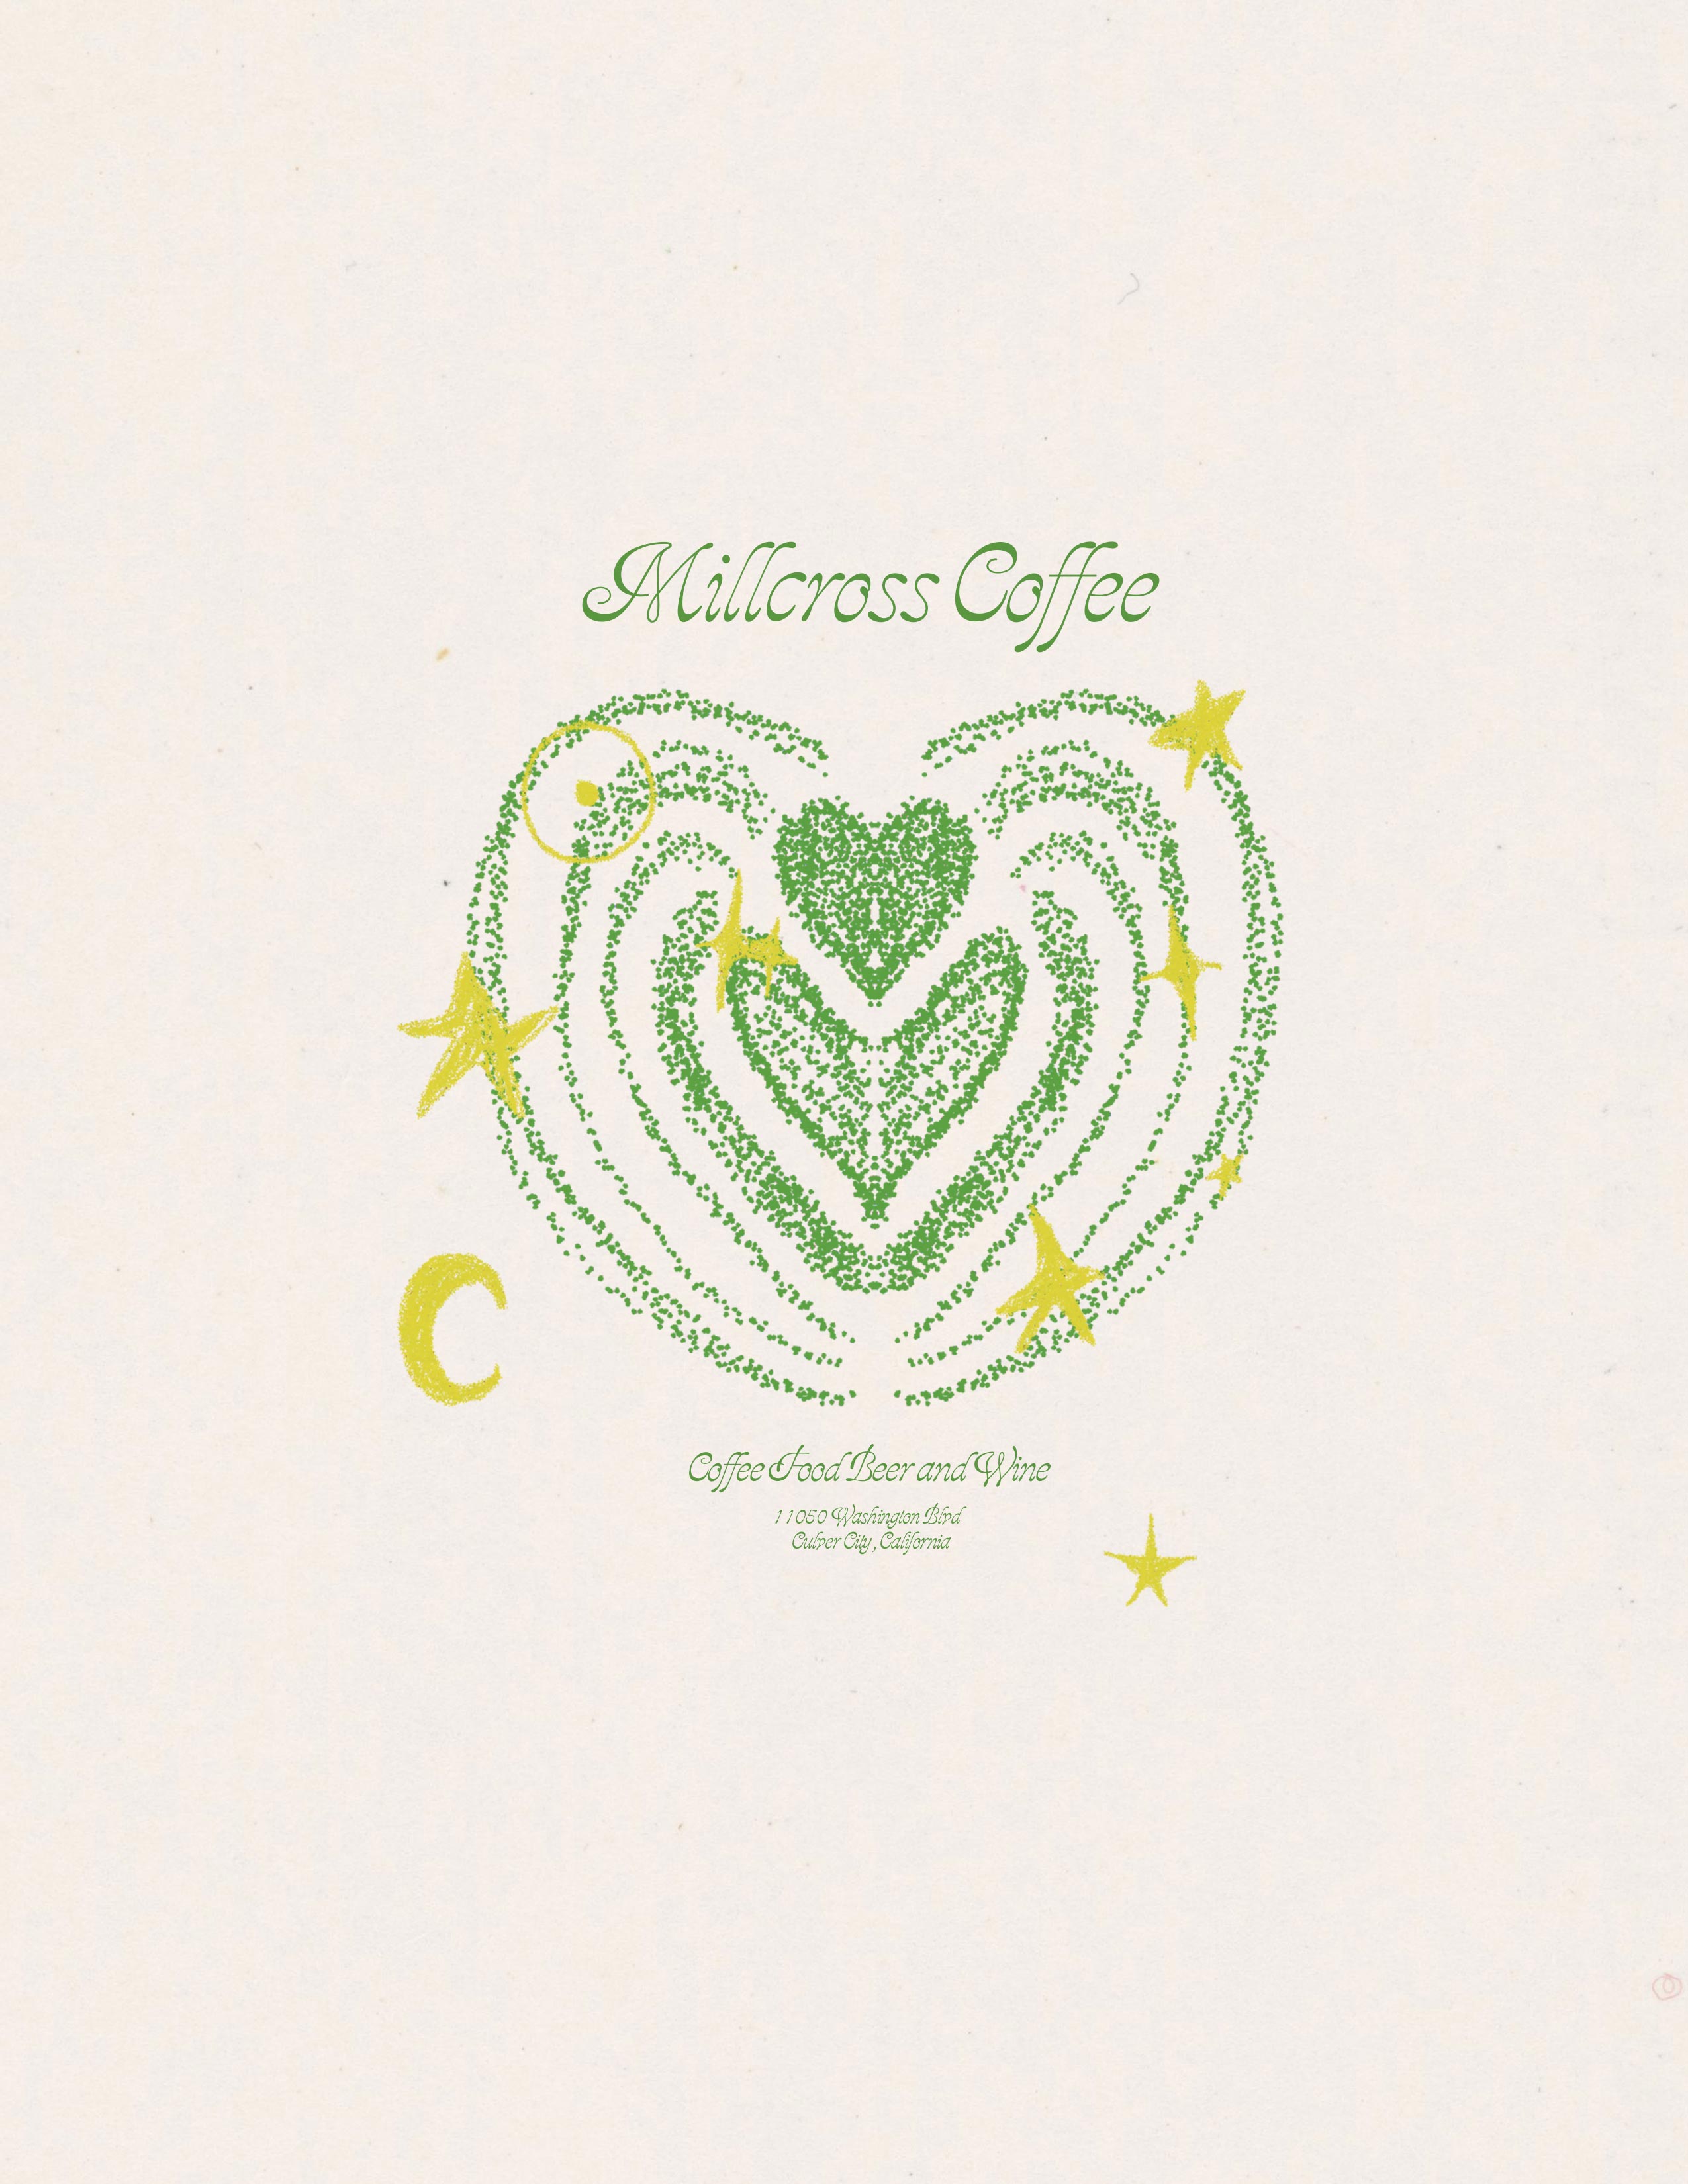 Millcross Coffee
Coffee Food Beer and Wine
11050 Washington Blvd
Culver City, California